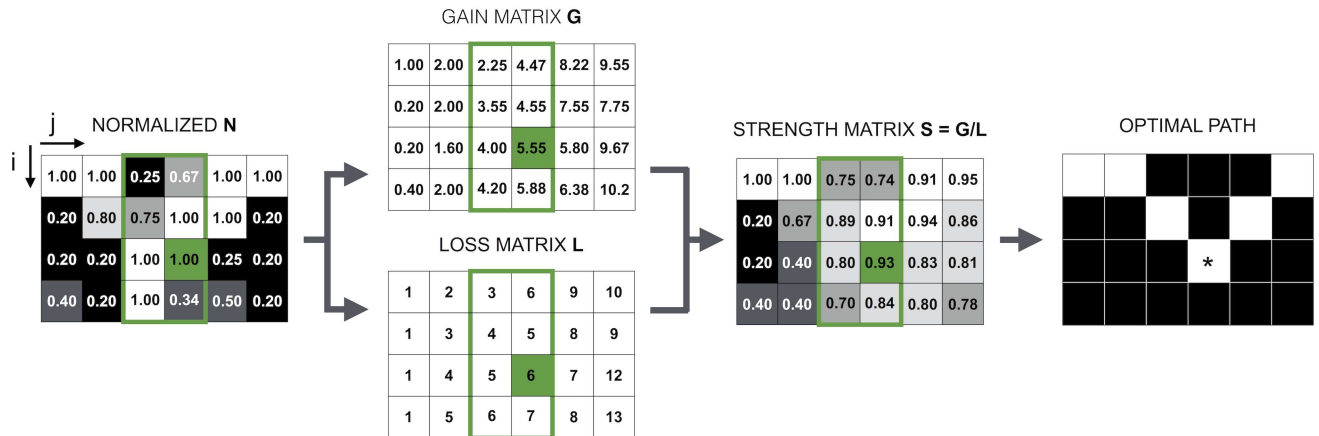 GAIN MATRIX G
1.00 2.00 2.25 4.47 8.22 9.55
0.20 2.00 3.55 4.55 7.55 7.75
0.20 1.60 4.00 5.55 5.80 9.67
0.40 2.00 4.20 5.88 6.38 10.2
j
i
NORMALIZED N
1.00 1.00 0.25 0.67 1.00 1.00
0.20 0.80 0.75 1.00 1.00 0.20
0.20 0.20 1.00 1.00 0.25 0.20
0.40 0.20 1.00 0.34 0.50 0.20
LOSS MATRIX L
1 2 3 6 9 10
1 3 4 5 8 9
1 4 5 6 7 12
1 5 6 7 8 13
STRENGTH MATRIX S = G/L
1.00 1.00 0.75 0.74 0.91 0.95
0.20 0.67 0.89 0.91 0.94 0.86
0.20 0.40 0.80 0.93 0.83 0.81
0.40 0.40 0.70 0.84 0.80 0.78
OPTIMAL PATH
*